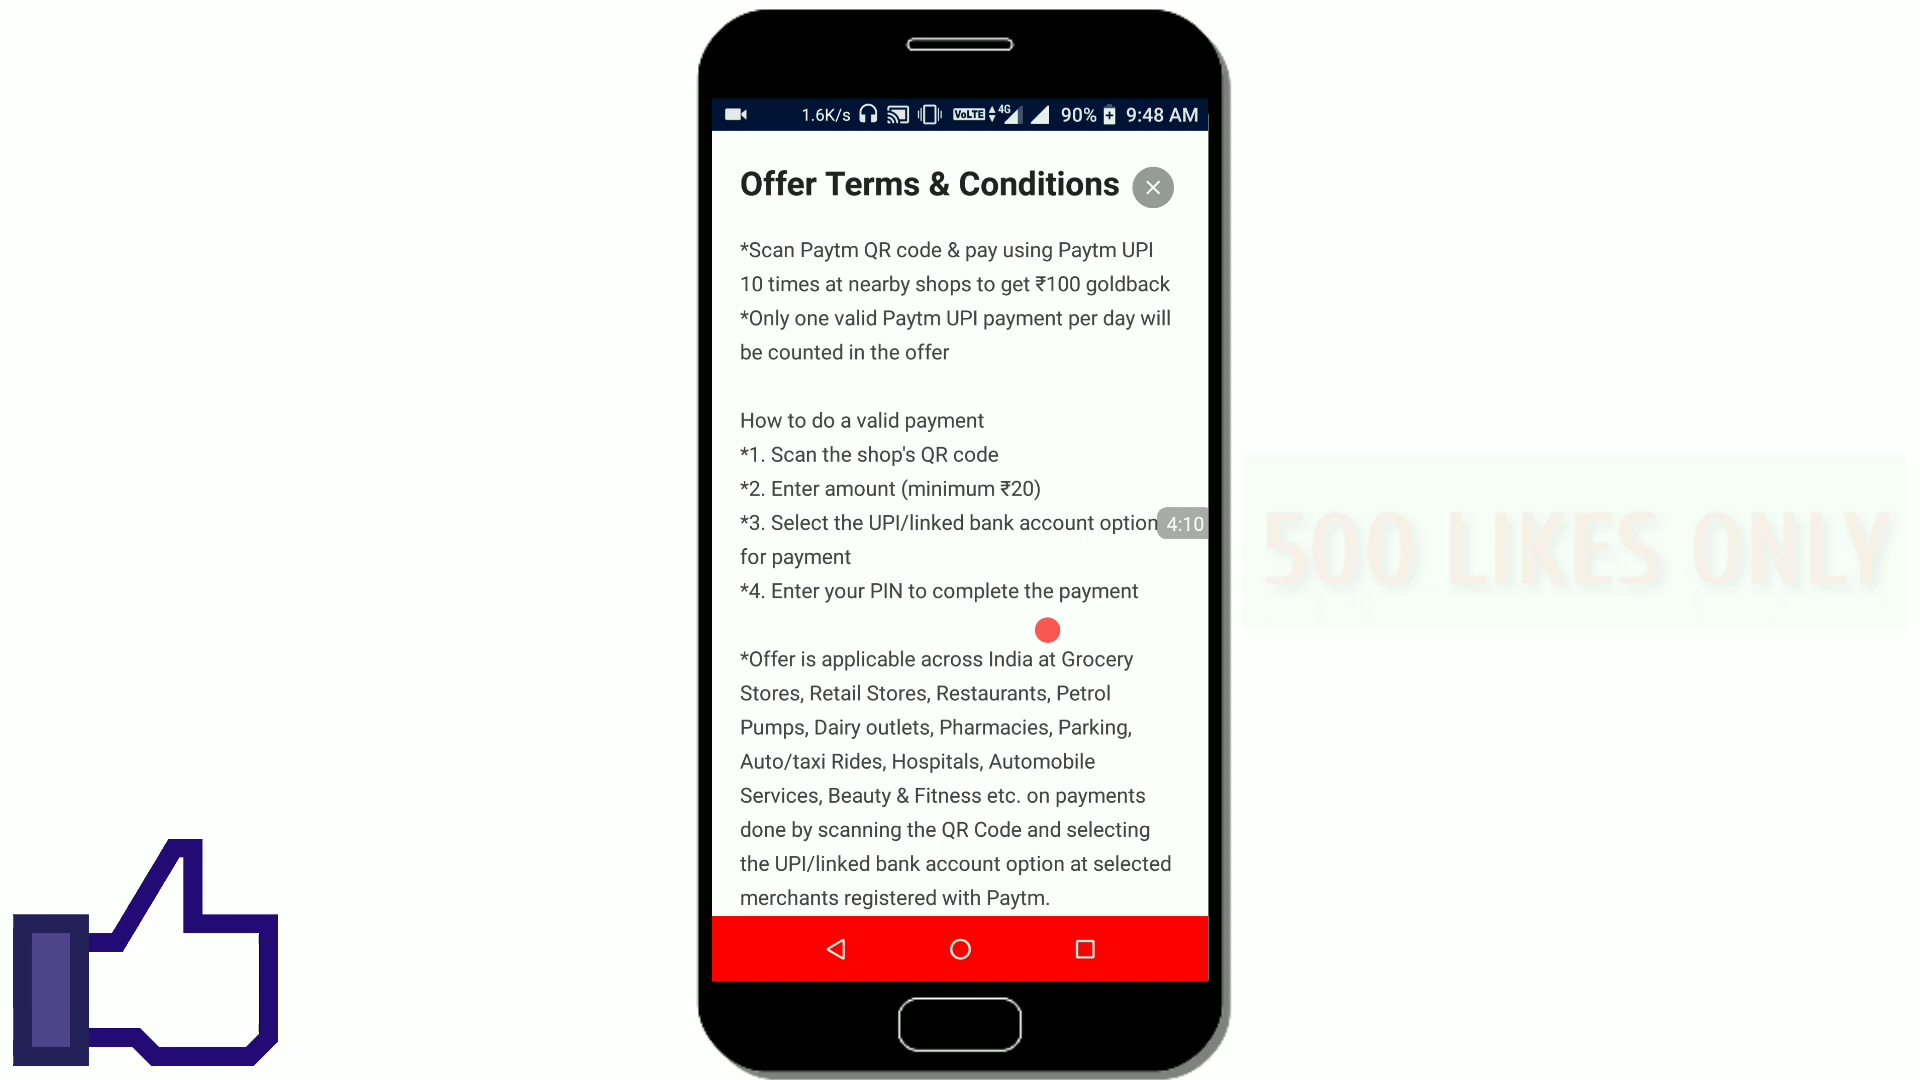 1.6K/s VoLTE 4G 90% 9:48 AM
Offer Terms & Conditions
*Scan Paytm QR code & pay using Paytm UPI
10 times at nearby shops to get ₹100 goldback
*Only one valid Paytm UPI payment per day will
be counted in the offer
How to do a valid payment
*1. Scan the shop's QR code
*2. Enter amount (minimum ₹20)
*3. Select the UPI/linked bank account option
4:10
for payment
*4. Enter your PIN to complete the payment
*Offer is applicable across India at Grocery
Stores, Retail Stores, Restaurants, Petrol
Pumps, Dairy outlets, Pharmacies, Parking,
Auto/taxi Rides, Hospitals, Automobile
Services, Beauty & Fitness etc. on payments
done by scanning the QR Code and selecting
the UPI/linked bank account option at selected
merchants registered with Paytm.
500 LIKES ONLY